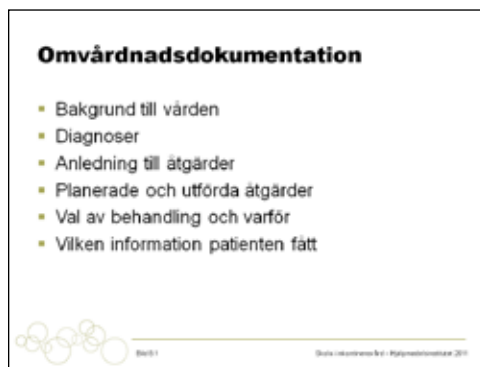 Omvårdnadsdokumentation
Bakgrund till vården
Diagnoser
Anledning till åtgärder
Planerade och utförda åtgärder
Val av behandling och varför
Vilken information patienten fått